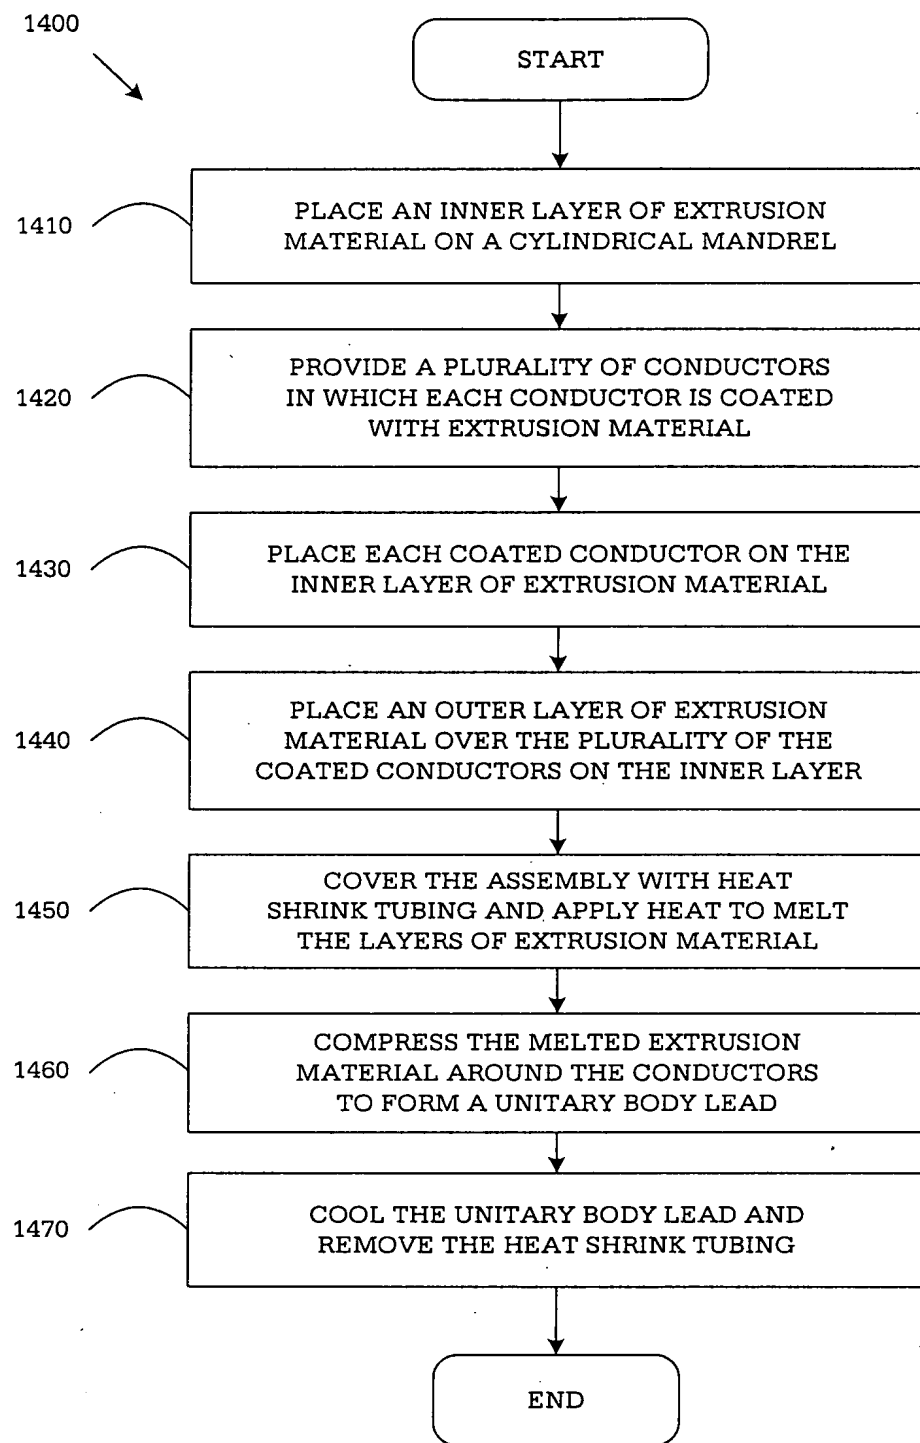 1400
START
1410
PLACE AN INNER LAYER OF EXTRUSION
MATERIAL ON A CYLINDRICAL MANDREL
1420
PROVIDE A PLURALITY OF CONDUCTORS
IN WHICH EACH CONDUCTOR IS COATED
WITH EXTRUSION MATERIAL
1430
PLACE EACH COATED CONDUCTOR ON THE
INNER LAYER OF EXTRUSION MATERIAL
1440
PLACE AN OUTER LAYER OF EXTRUSION
MATERIAL OVER THE PLURALITY OF THE
COATED CONDUCTORS ON THE INNER LAYER
1450
COVER THE ASSEMBLY WITH HEAT
SHRINK TUBING AND APPLY HEAT TO MELT
THE LAYERS OF EXTRUSION MATERIAL
1460
COMPRESS THE MELTED EXTRUSION
MATERIAL AROUND THE CONDUCTORS
TO FORM A UNITARY BODY LEAD
1470
COOL THE UNITARY BODY LEAD AND
REMOVE THE HEAT SHRINK TUBING
END